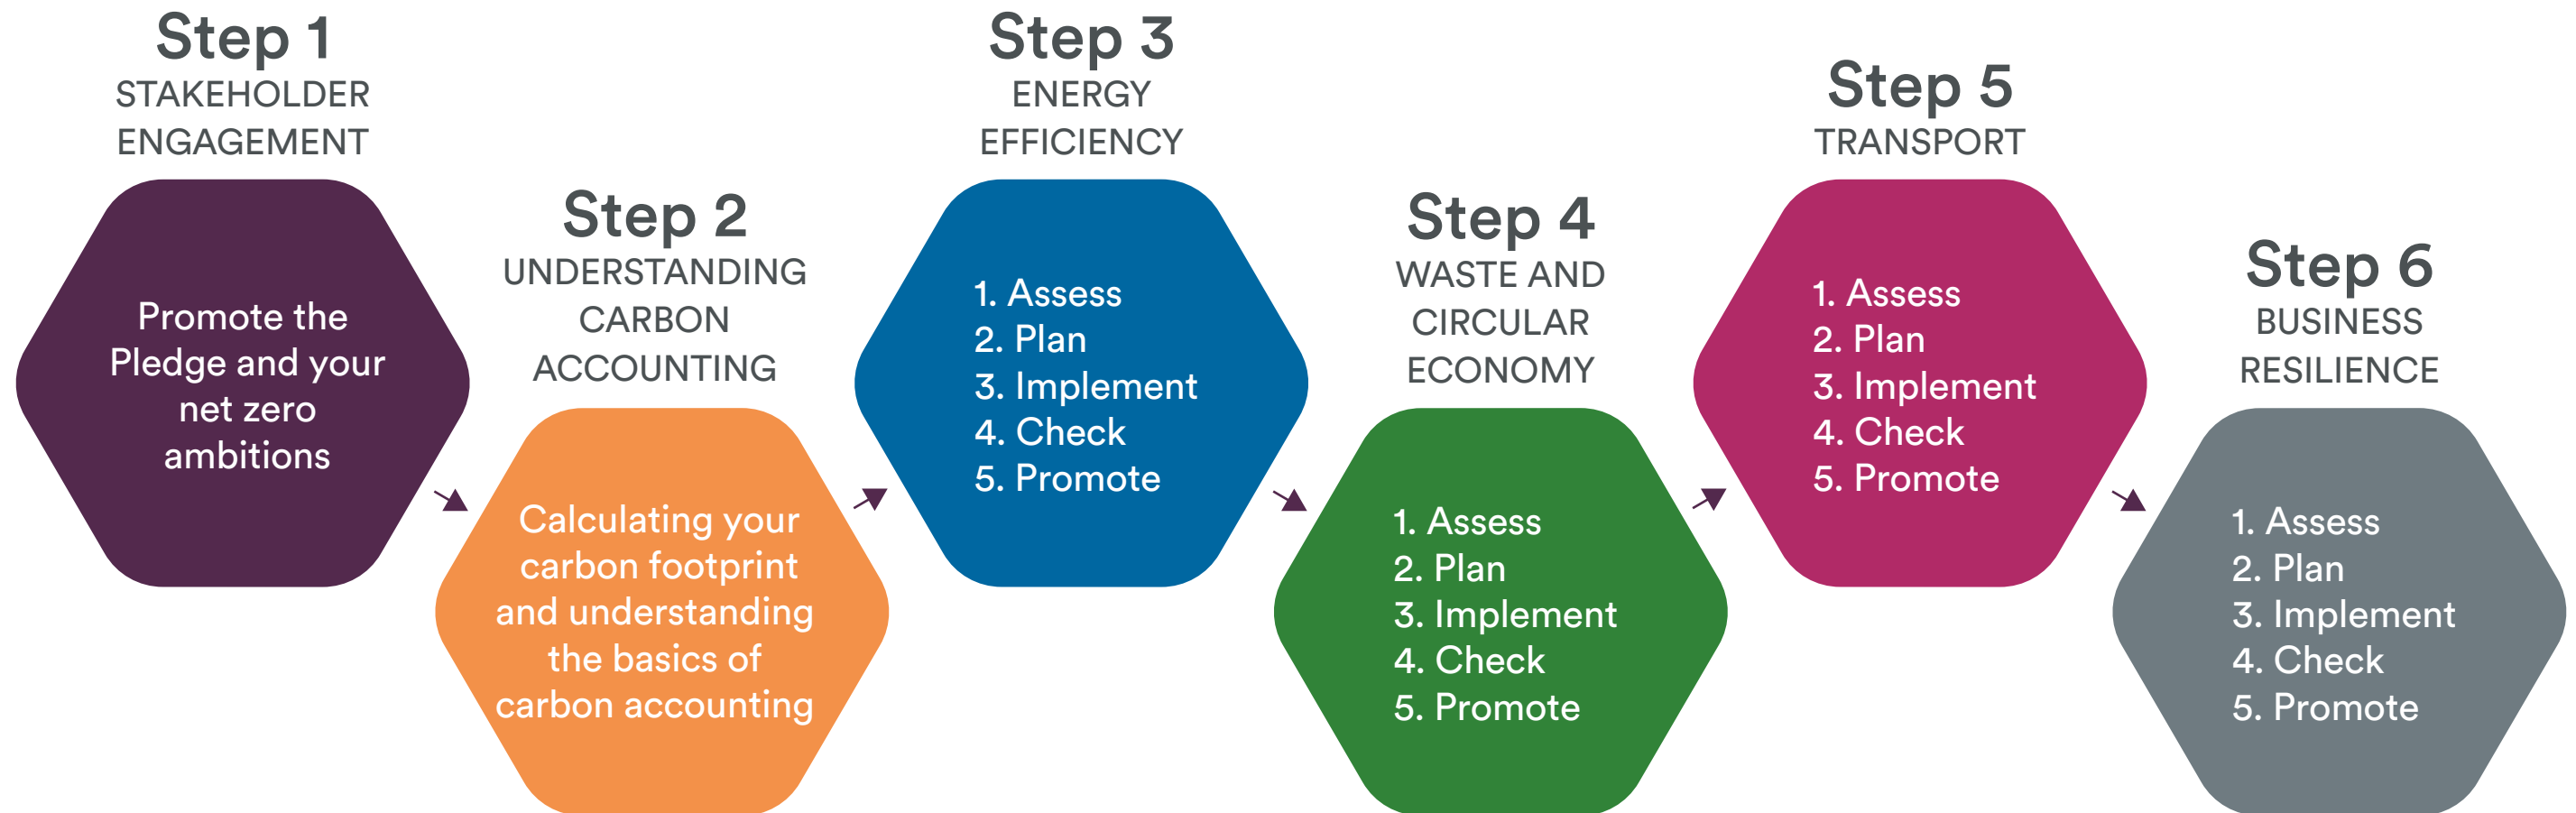 Step 1
STAKEHOLDER
ENGAGEMENT
Promote the
Pledge and your
net zero
ambitions
Step 2
UNDERSTANDING
CARBON
ACCOUNTING
Calculating your
carbon footprint
and understanding
the basics of
carbon accounting
Step 3
ENERGY
EFFICIENCY
1. Assess
2. Plan
3. Implement
4. Check
5. Promote
Step 4
WASTE AND
CIRCULAR
ECONOMY
1. Assess
2. Plan
3. Implement
4. Check
5. Promote
Step 5
TRANSPORT
1. Assess
2. Plan
3. Implement
4. Check
5. Promote
Step 6
BUSINESS
RESILIENCE
1. Assess
2. Plan
3. Implement
4. Check
5. Promote